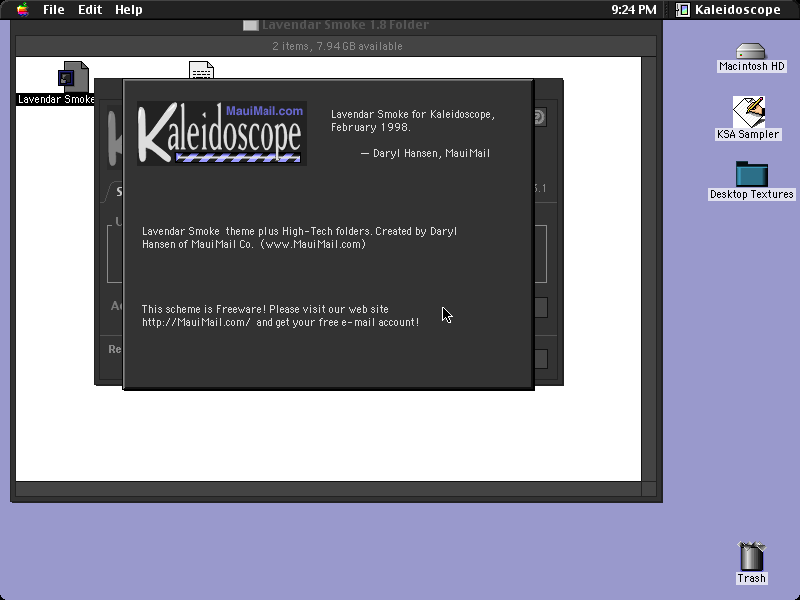 File Edit Help
9:24 PM
Kaleidoscope
Lavendar Smoke 1.8 Folder
2 items, 7.94 GB available
Lavendar Smoke
Macintosh HD
KSA Sampler
Desktop Textures
Trash
MauiMail.com
Kaleidoscope
Lavendar Smoke for Kaleidoscope,
February 1998.
— Daryl Hansen, MauiMail
Lavendar Smoke theme plus High-Tech folders. Created by Daryl
Hansen of MauiMail Co. (www.MauiMail.com)
This scheme is Freeware! Please visit our web site
http://MauiMail.com/ and get your free e-mail account!